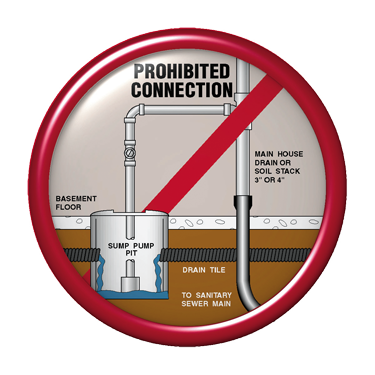 PROHIBITED
CONNECTION
MAIN HOUSE
DRAIN OR
SOIL STACK
3" OR 4"
BASEMENT
FLOOR
SUMP PUMP
PIT
DRAIN TILE
TO SANITARY
SEWER MAIN